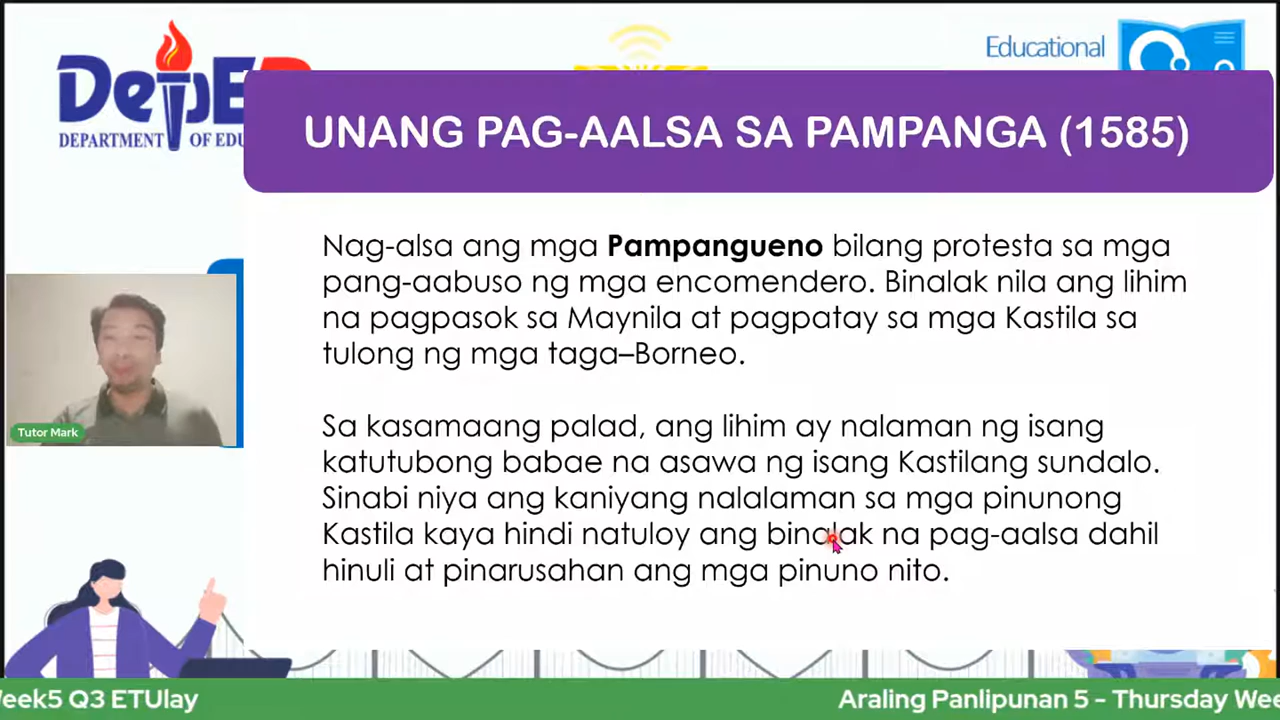 DepE
DEPARTMENT OF EDU
Educational
UNANG PAG-AALSA SA PAMPANGA (1585)
Nag-alsa ang mga Pampangueno bilang protesta sa mga
pang-aabuso ng mga encomendero. Binalak nila ang lihim
na pagpasok sa Maynila at pagpatay sa mga Kastila sa
tulong ng mga taga–Borneo.
Sa kasamaang palad, ang lihim ay nalaman ng isang
katutubong babae na asawa ng isang Kastilang sundalo.
Sinabi niya ang kaniyang nalalaman sa mga pinunong
Kastila kaya hindi natuloy ang binalak na pag-aalsa dahil
hinuli at pinarusahan ang mga pinuno nito.
Tutor Mark
Week5 Q3 ETUlay
Araling Panlipunan 5 - Thursday Wee